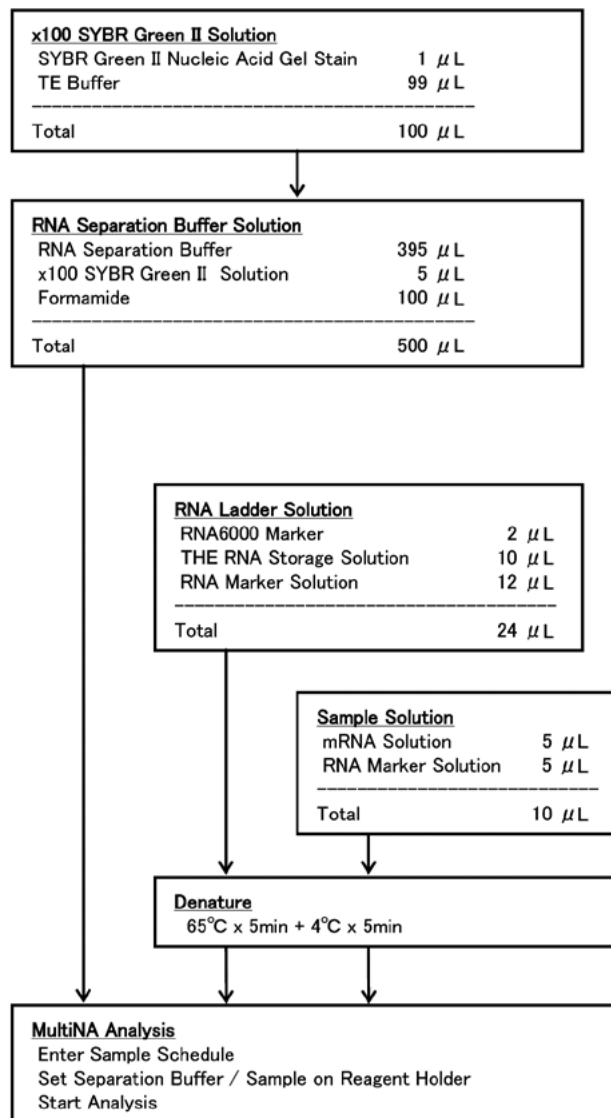 x100 SYBR Green II Solution
SYBR Green II Nucleic Acid Gel Stain 1 μL
TE Buffer 99 μL
Total 100 μL
RNA Separation Buffer Solution
RNA Separation Buffer 395 μL
x100 SYBR Green II Solution 5 μL
Formamide 100 μL
Total 500 μL
RNA Ladder Solution
RNA6000 Marker 2 μL
THE RNA Storage Solution 10 μL
RNA Marker Solution 12 μL
Total 24 μL
Sample Solution
mRNA Solution 5 μL
RNA Marker Solution 5 μL
Total 10 μL
Denature
65℃ x 5min + 4℃ x 5min
MultiNA Analysis
Enter Sample Schedule
Set Separation Buffer / Sample on Reagent Holder
Start Analysis